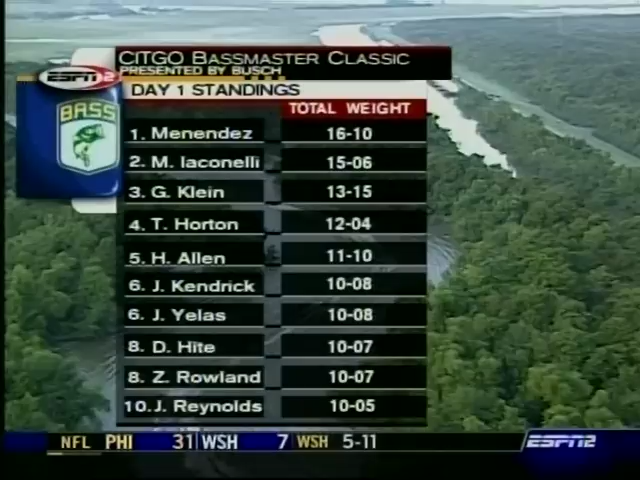 CITGO BASSMASTER CLASSIC
ESPN2 PRESENTED BY BUSCH
DAY 1 STANDINGS
BASS
TOTAL WEIGHT
1. Menendez 16-10
2. M. Iaconelli 15-06
3. G. Klein 13-15
4. T. Horton 12-04
5. H. Allen 11-10
6. J. Kendrick 10-08
6. J. Yelas 10-08
8. D. Hite 10-07
8. Z. Rowland 10-07
10. J. Reynolds 10-05
NFL PHI 31 WSH 7 WSH 5-11 ESPN2